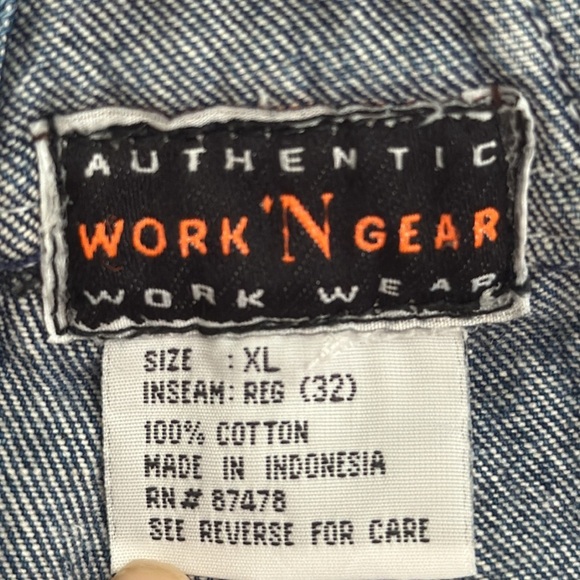 AUTHENTIC
WORK 'N GEAR
WORK WEAR
SIZE : XL
INSEAM: REG (32)
100% COTTON
MADE IN INDONESIA
RN# 87478
SEE REVERSE FOR CARE